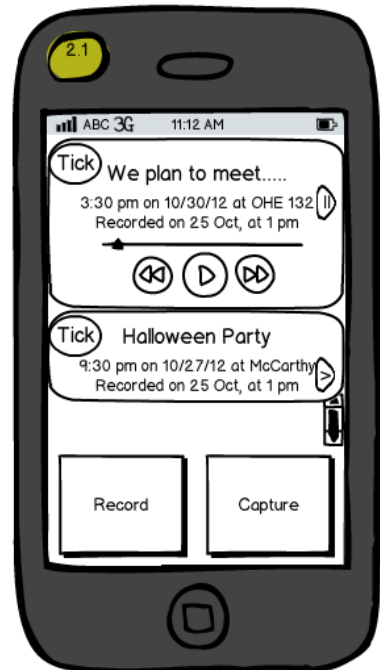 2.1
ABC 3G 11:12 AM
Tick
We plan to meet.....
3:30 pm on 10/30/12 at OHE 132
Recorded on 25 Oct, at 1 pm
Tick
Halloween Party
9:30 pm on 10/27/12 at McCarthy
Recorded on 25 Oct, at 1 pm
Record
Capture